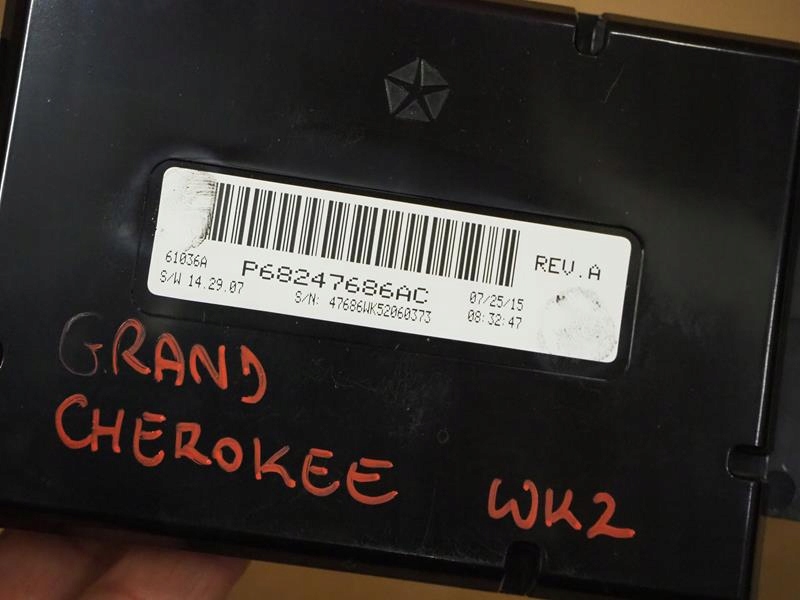 REV.A
61036A
P68247686AC
07/25/15
S/W 14.29.07
S/N: 47686WK52060373
08:32:47
GRAND
CHEROKEE
WK2